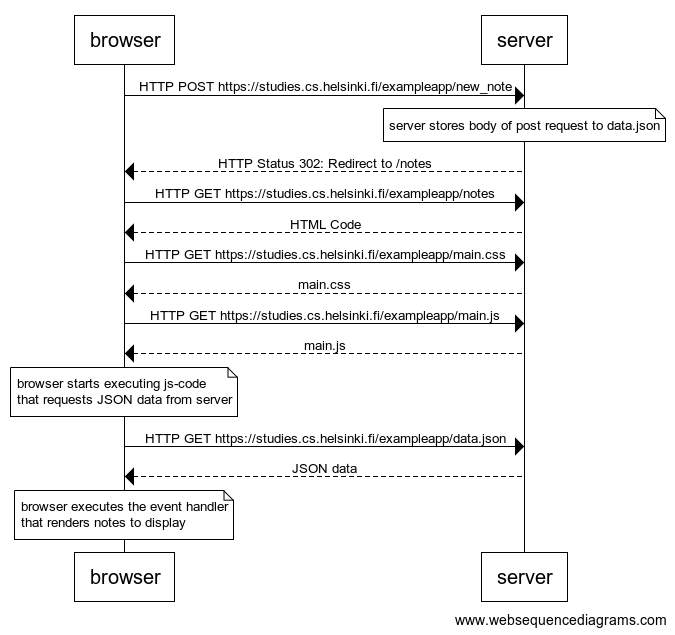 browser
server
HTTP POST https://studies.cs.helsinki.fi/exampleapp/new_note
server stores body of post request to data.json
HTTP Status 302: Redirect to /notes
HTTP GET https://studies.cs.helsinki.fi/exampleapp/notes
HTML Code
HTTP GET https://studies.cs.helsinki.fi/exampleapp/main.css
main.css
HTTP GET https://studies.cs.helsinki.fi/exampleapp/main.js
main.js
browser starts executing js-code
that requests JSON data from server
HTTP GET https://studies.cs.helsinki.fi/exampleapp/data.json
JSON data
browser executes the event handler
that renders notes to display
browser
server
www.websequencediagrams.com